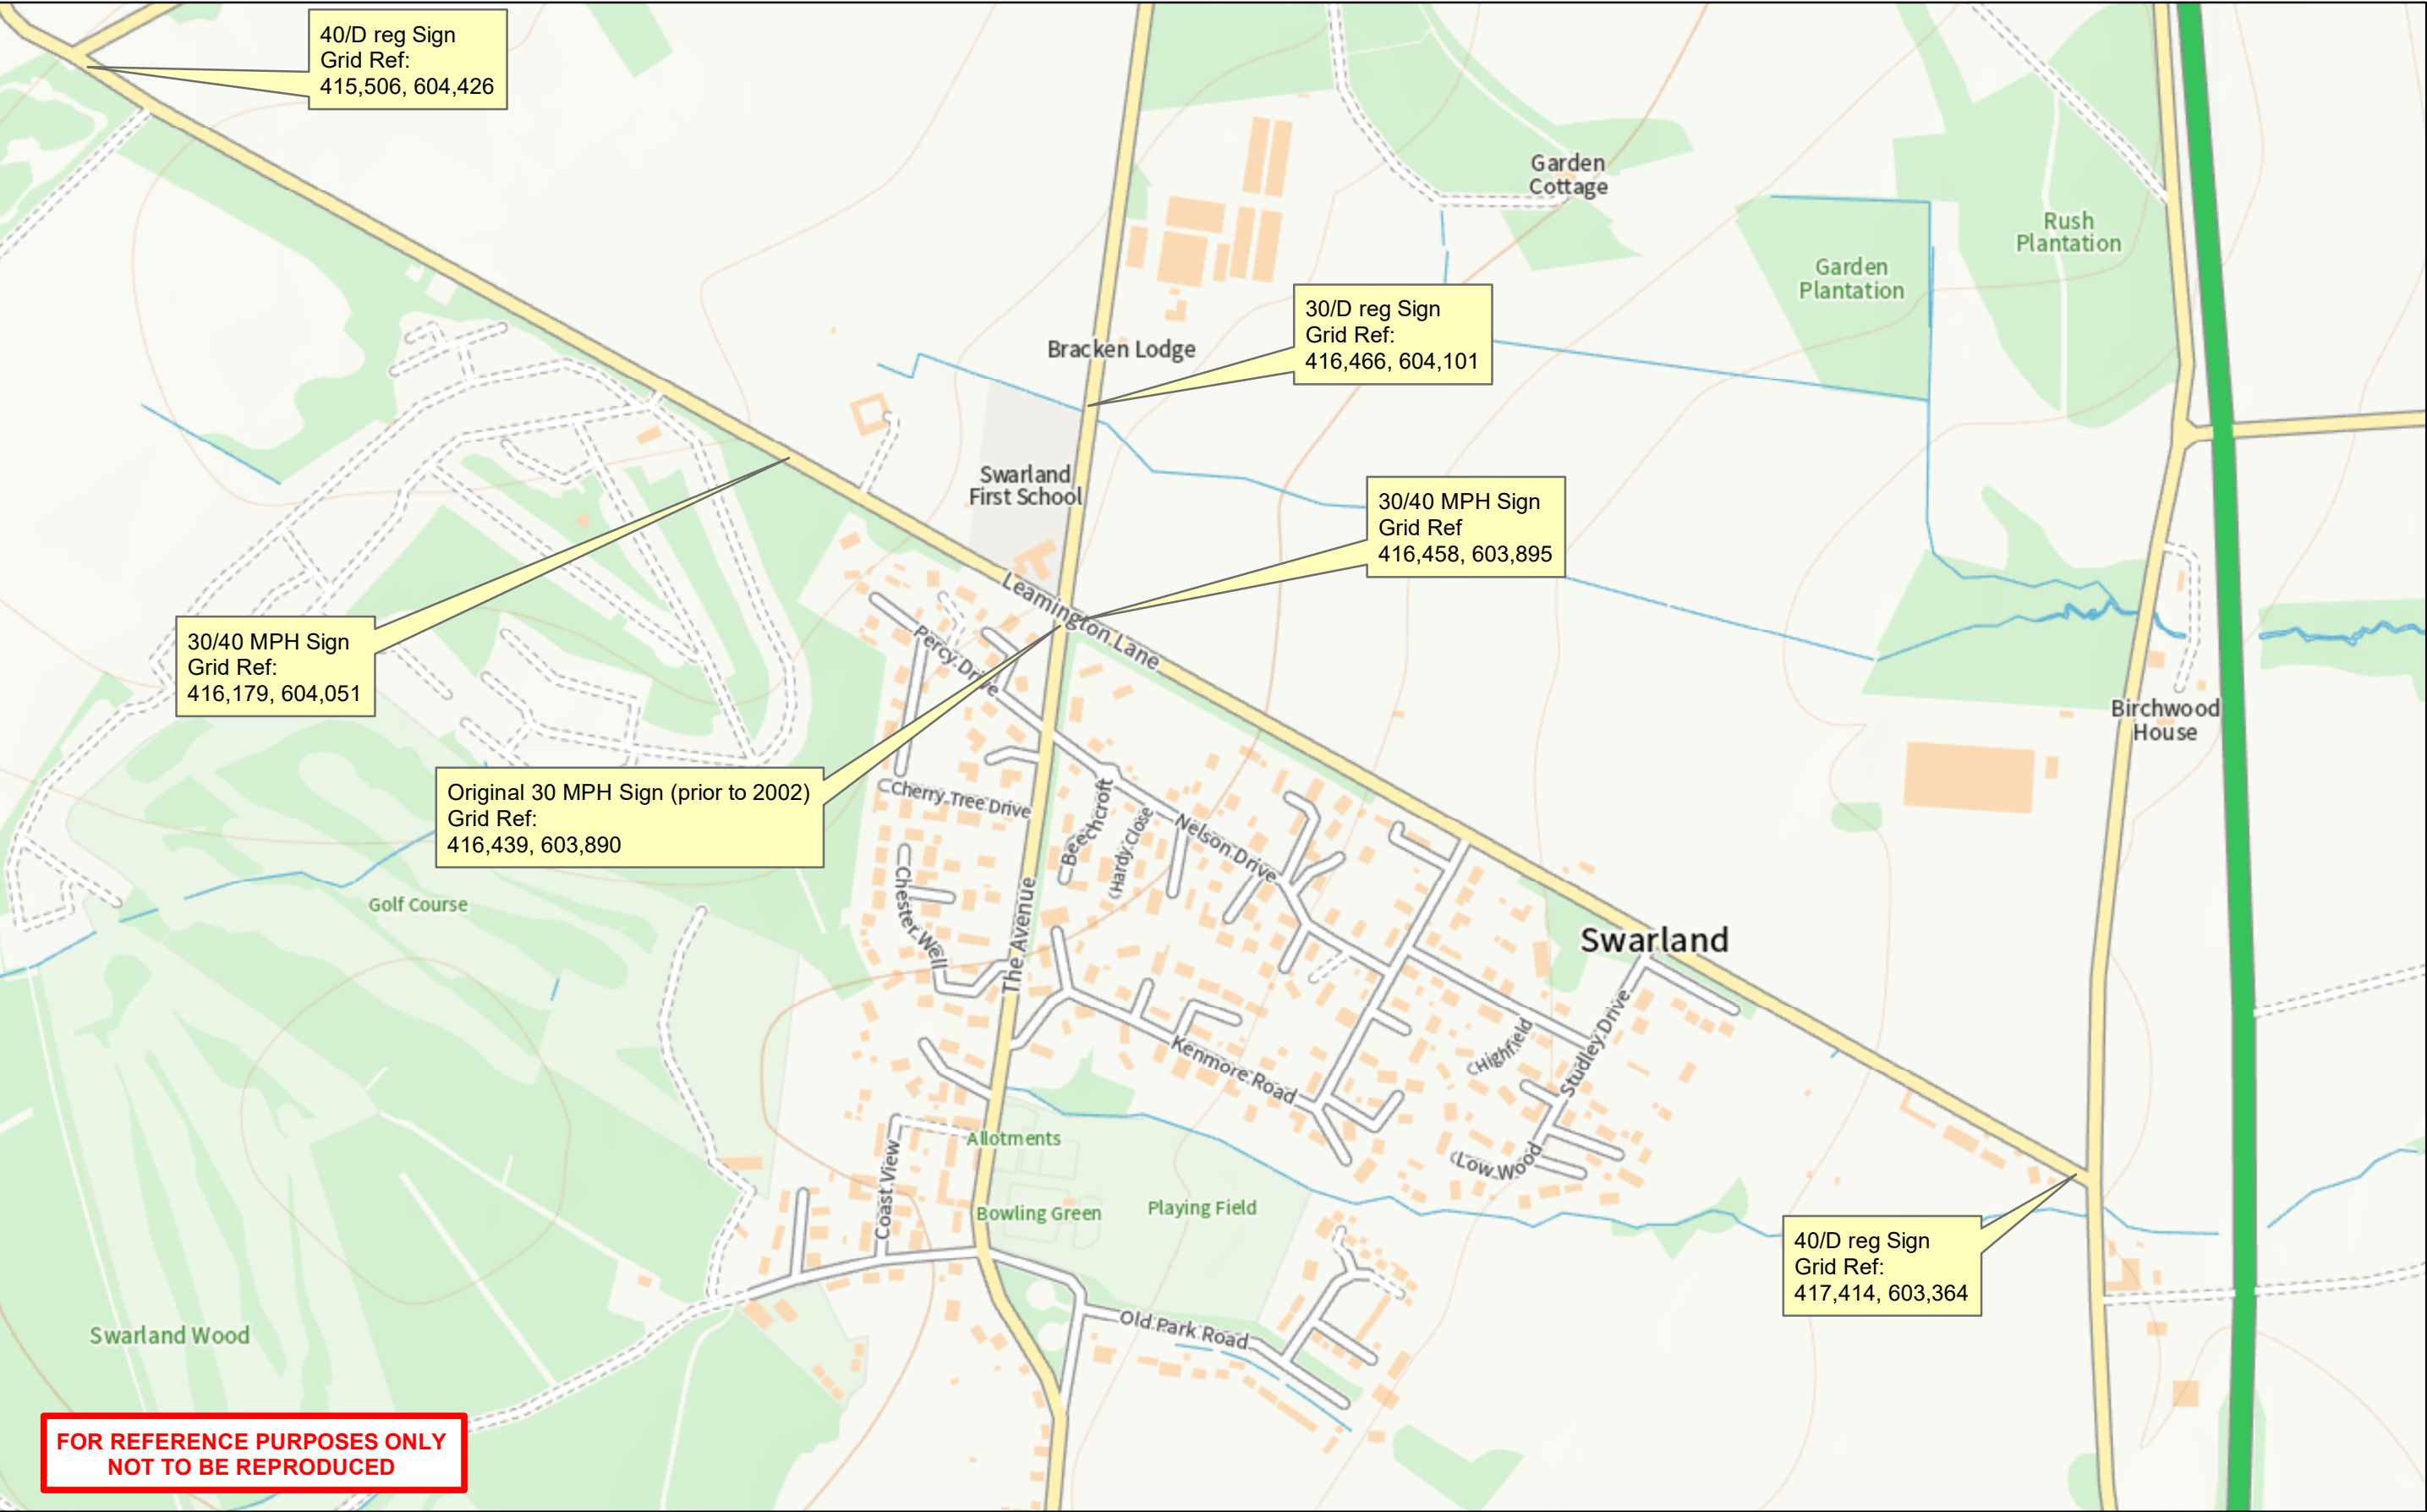 40/D reg Sign
Grid Ref:
415,506, 604,426
Garden
Cottage
Rush
Plantation
Garden
Plantation
30/D reg Sign
Grid Ref:
416,466, 604,101
Bracken Lodge
Swarland
First School
30/40 MPH Sign
Grid Ref
416,458, 603,895
Leamington Lane
30/40 MPH Sign
Grid Ref:
416,179, 604,051
Percy Drive
Birchwood
House
Original 30 MPH Sign (prior to 2002)
Grid Ref:
416,439, 603,890
Cherry Tree Drive
Beechcroft
Hardy Close
Nelson Drive
Chester Well
The Avenue
Golf Course
Swarland
Highfield
Studley Drive
Kenmore Road
Allotments
Low Wood
Coast View
Bowling Green
Playing Field
40/D reg Sign
Grid Ref:
417,414, 603,364
Old Park Road
Swarland Wood
FOR REFERENCE PURPOSES ONLY
NOT TO BE REPRODUCED